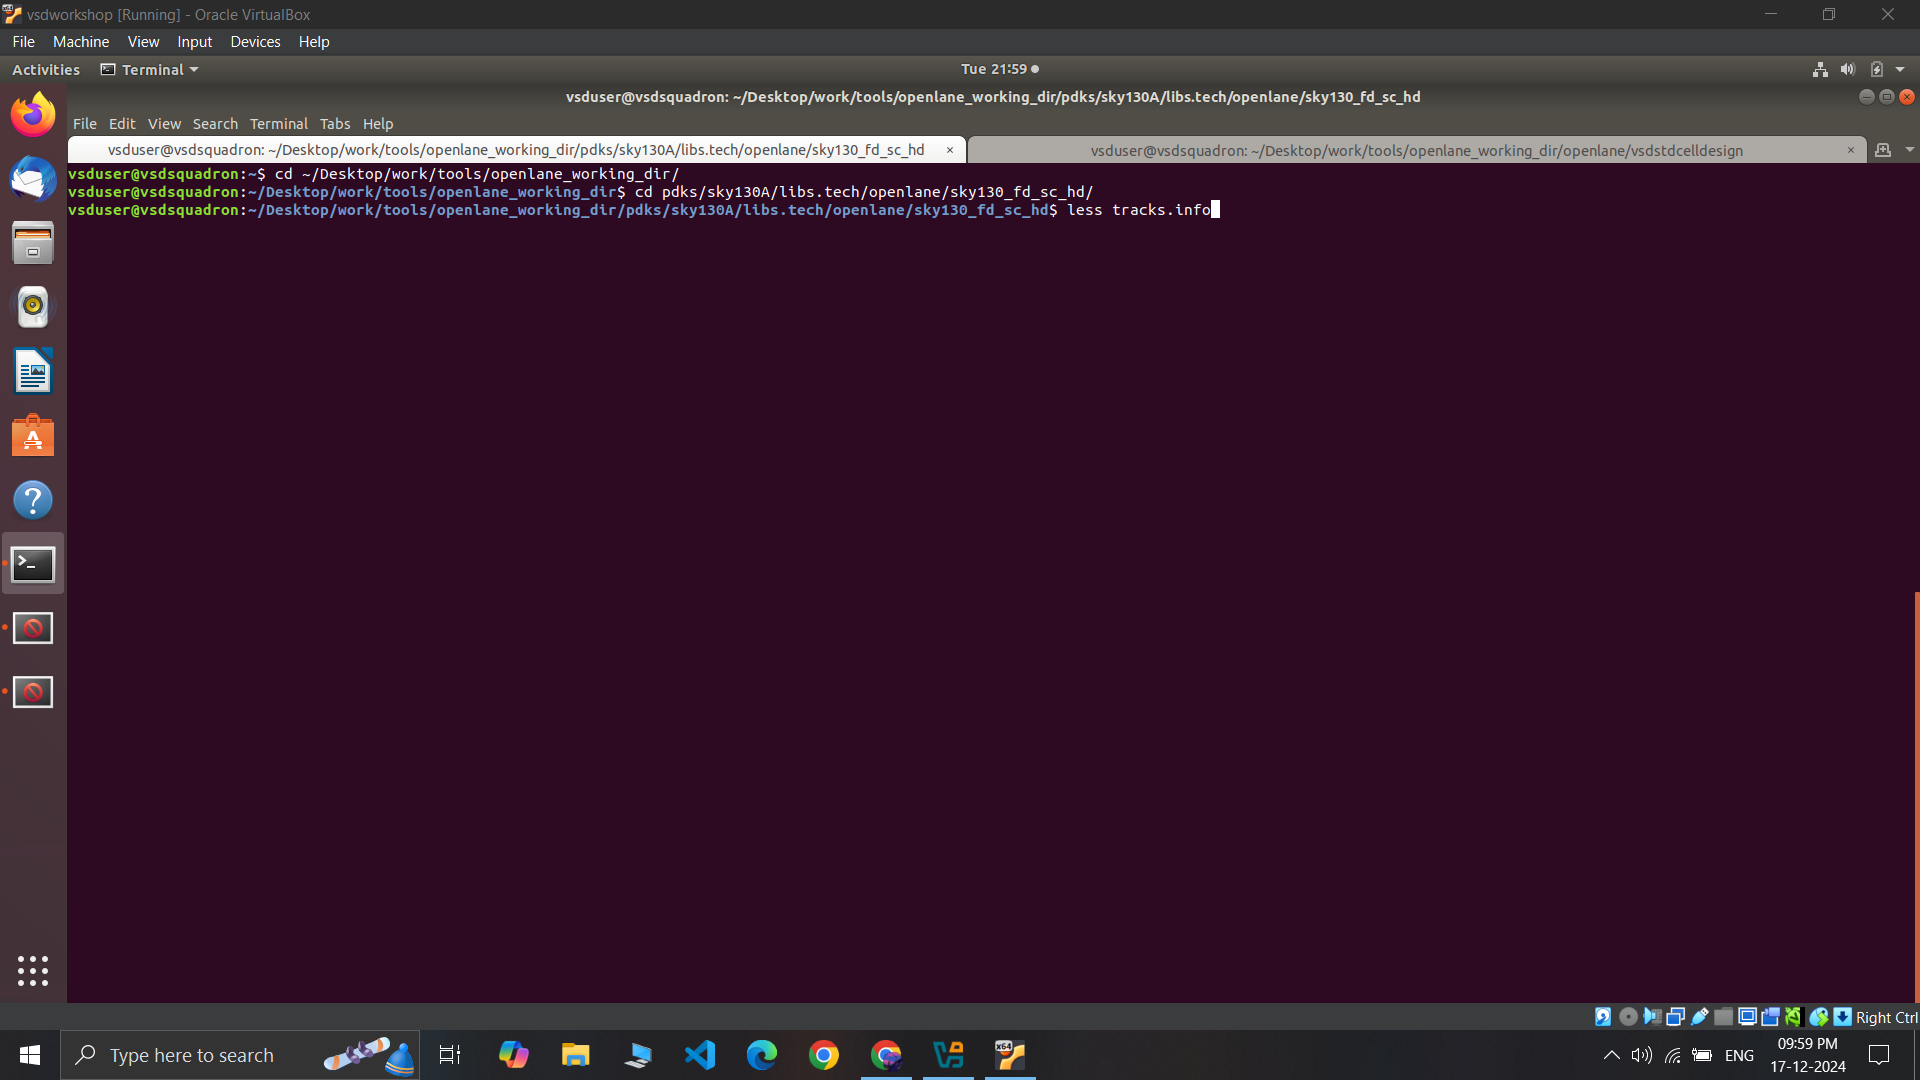 vsdworkshop [Running] - Oracle VirtualBox
File Machine View Input Devices Help
Activities Terminal Tue 21:59
vsduser@vsdsquadron: ~/Desktop/work/tools/openlane_working_dir/pdks/sky130A/libs.tech/openlane/sky130_fd_sc_hd
File Edit View Search Terminal Tabs Help
vsduser@vsdsquadron: ~/Desktop/work/tools/openlane_working_dir/pdks/sky130A/libs.tech/openlane/sky130_fd_sc_hd × vsduser@vsdsquadron: ~/Desktop/work/tools/openlane_working_dir/openlane/vsdstdcelldesign ×
vsduser@vsdsquadron:~$ cd ~/Desktop/work/tools/openlane_working_dir/
vsduser@vsdsquadron:~/Desktop/work/tools/openlane_working_dir$ cd pdks/sky130A/libs.tech/openlane/sky130_fd_sc_hd/
vsduser@vsdsquadron:~/Desktop/work/tools/openlane_working_dir/pdks/sky130A/libs.tech/openlane/sky130_fd_sc_hd$ less tracks.info
Right Ctrl
Type here to search
x64
ENG
09:59 PM
17-12-2024